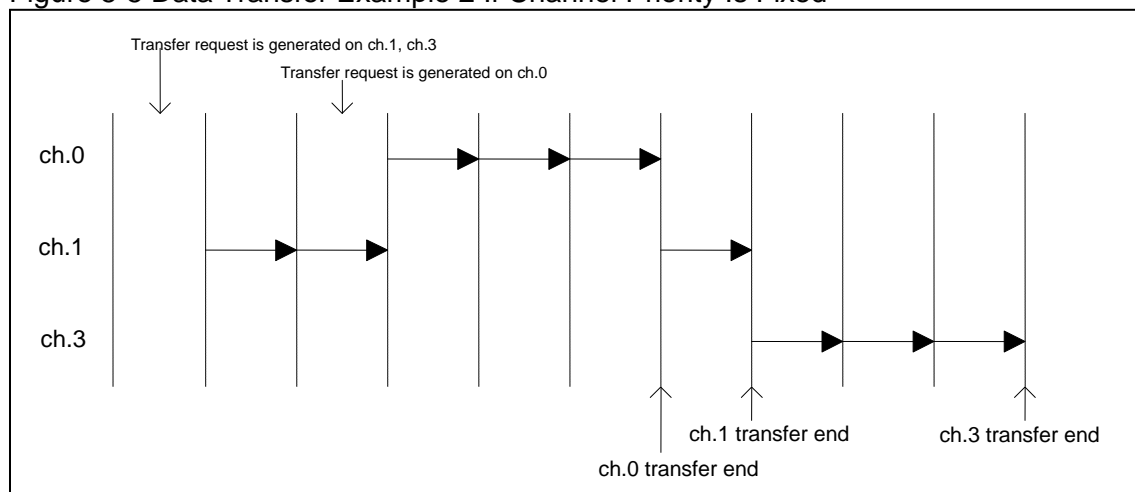 Figure Data Transfer Example 2 If Channel Priority Is Fixed
Transfer request is generated on ch.1, ch.3
Transfer request is generated on ch.0
ch.0
ch.1
ch.3
ch.1 transfer end
ch.3 transfer end
ch.0 transfer end